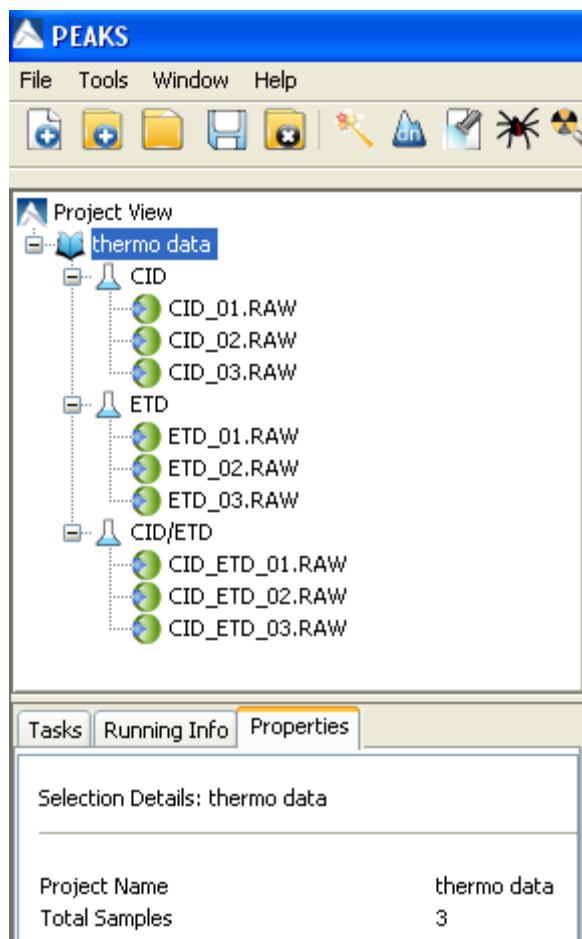 PEAKS
File Tools Window Help
dn
Project View
thermo data
CID
CID_01.RAW
CID_02.RAW
CID_03.RAW
ETD
ETD_01.RAW
ETD_02.RAW
ETD_03.RAW
CID/ETD
CID_ETD_01.RAW
CID_ETD_02.RAW
CID_ETD_03.RAW
Tasks Running Info Properties
Selection Details: thermo data
Project Name thermo data
Total Samples 3